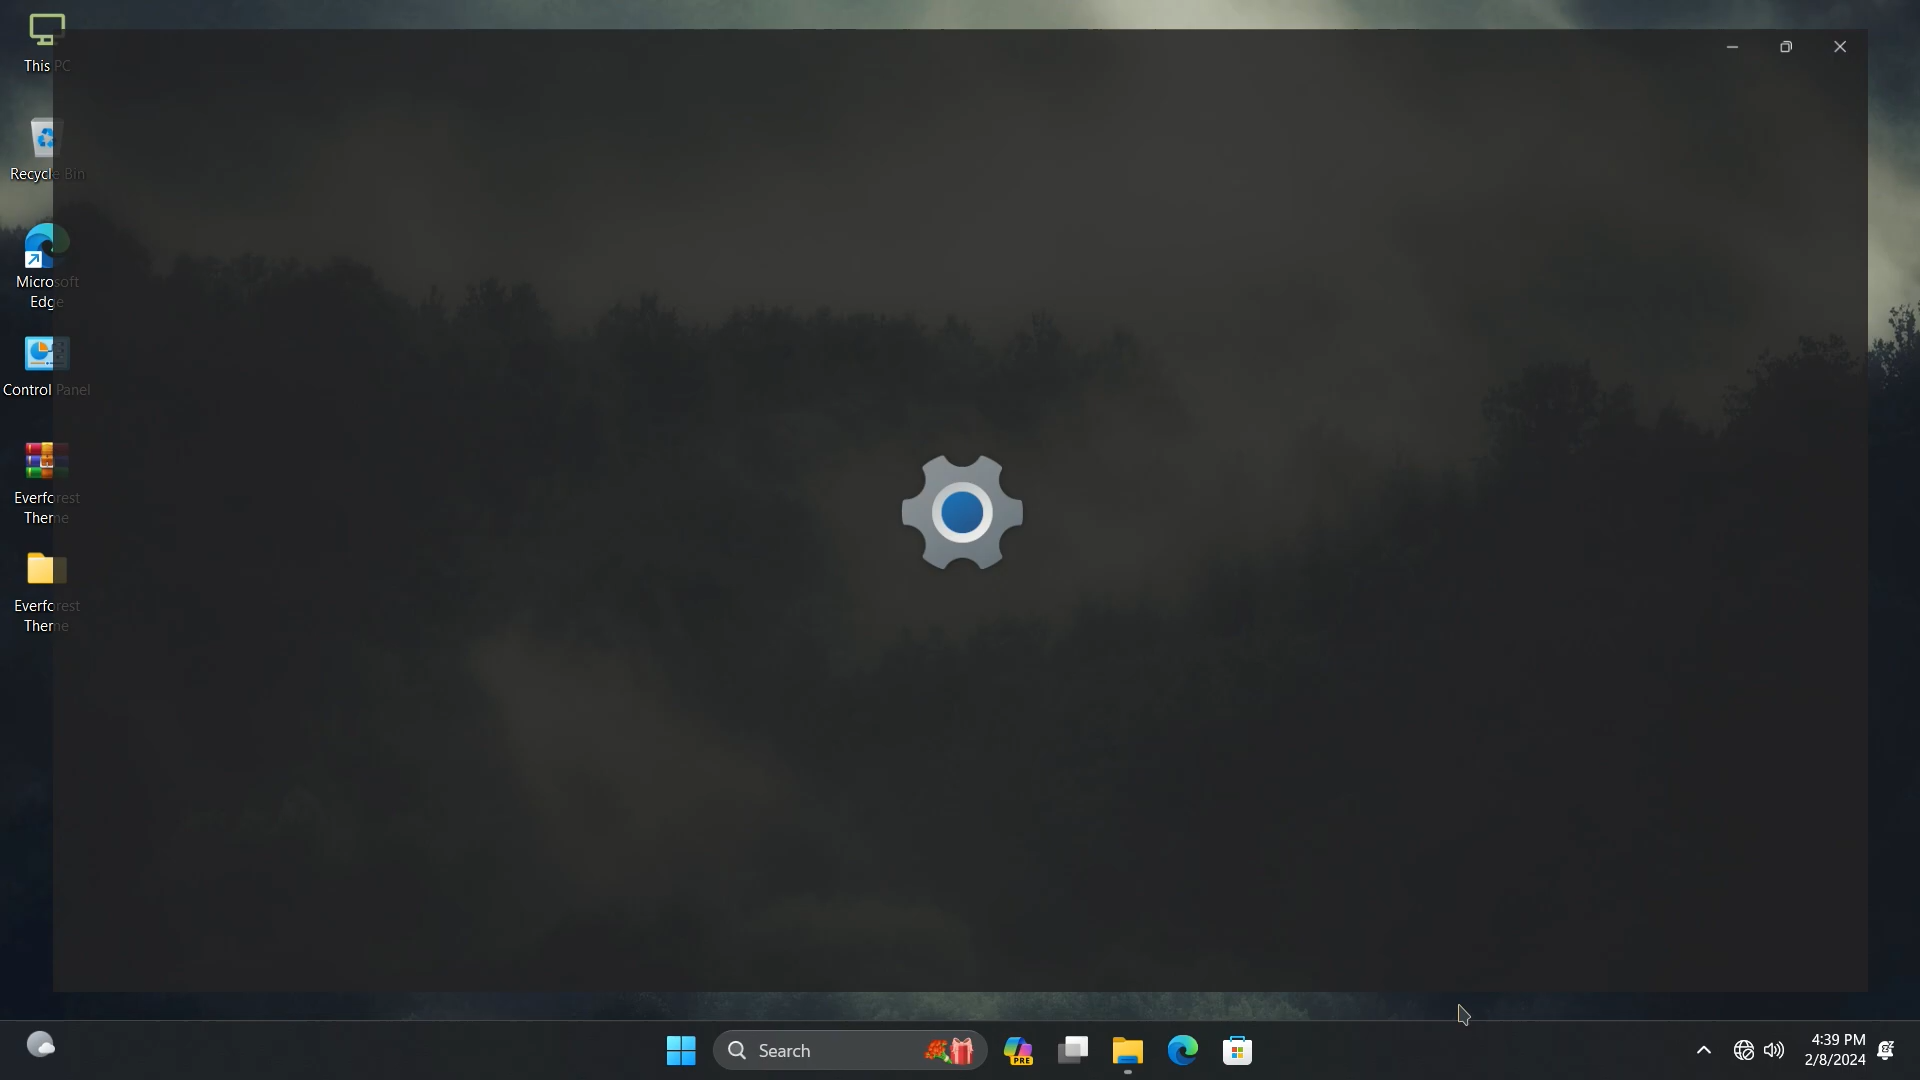 This PC
Recycle Bin
Microsoft
Edge
Control Panel
Everforest
Theme
Everforest
Theme
Search
PRE
4:39 PM
2/8/2024